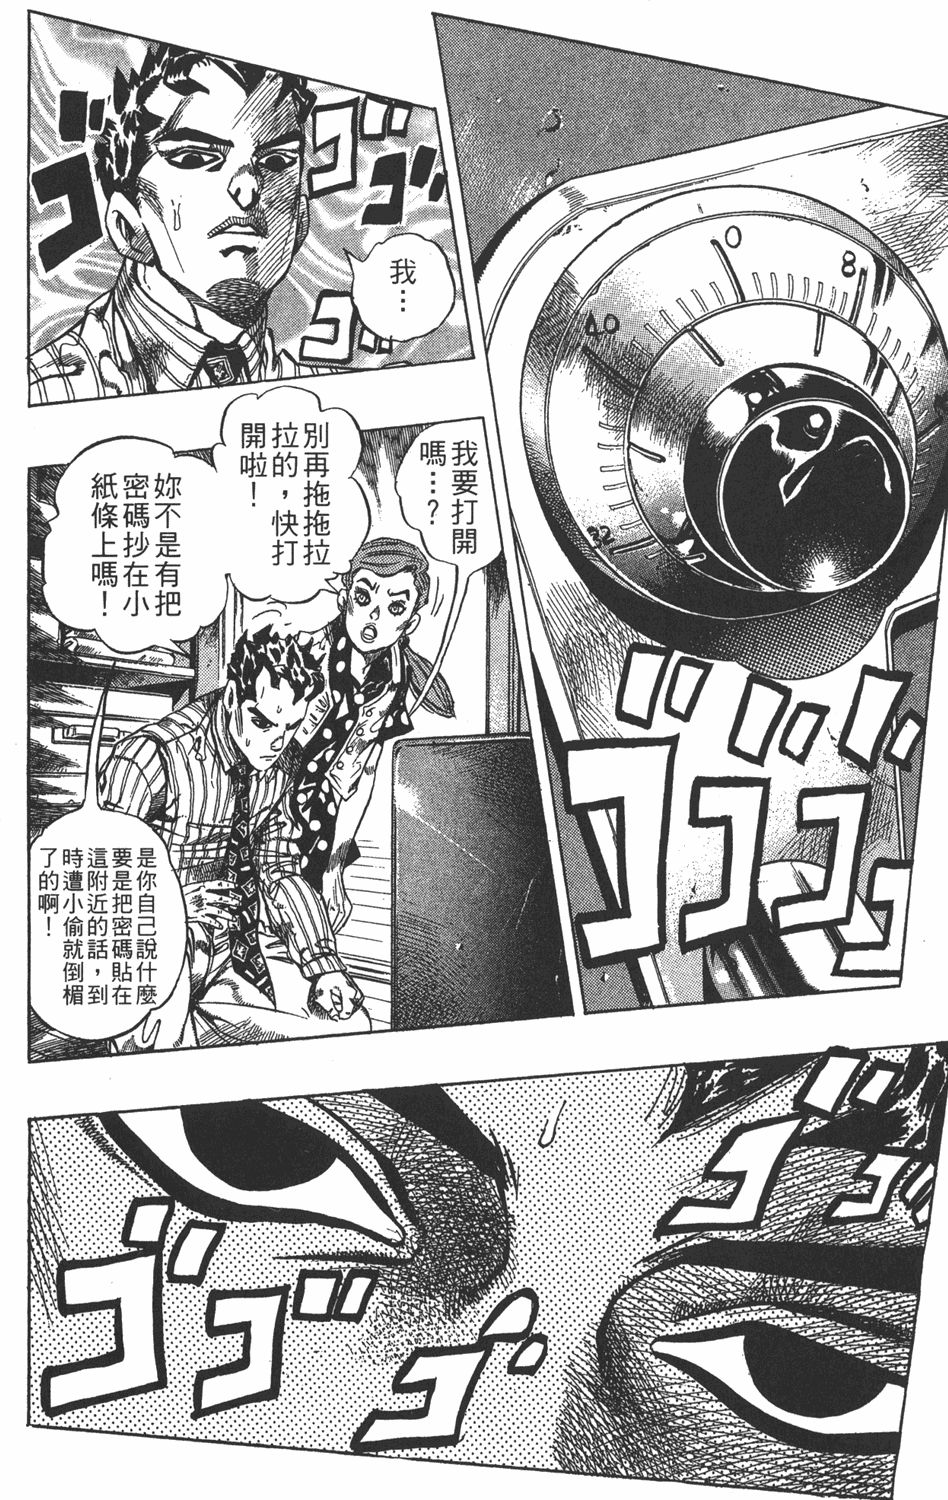 0
8
40
32
ゴゴゴゴ
我…
ゴゴ
ゴゴゴ
ゴゴ
我要打開
嗎…?
別再拖拖拉
拉的,快打
開啦!
妳不是有把
密碼抄在小
紙條上嗎!
是你自己說什麼
要是把密碼貼在
這附近的話,到
時遭小偷就倒楣
了的啊!
ゴゴゴ
ゴゴゴ
ゴゴ